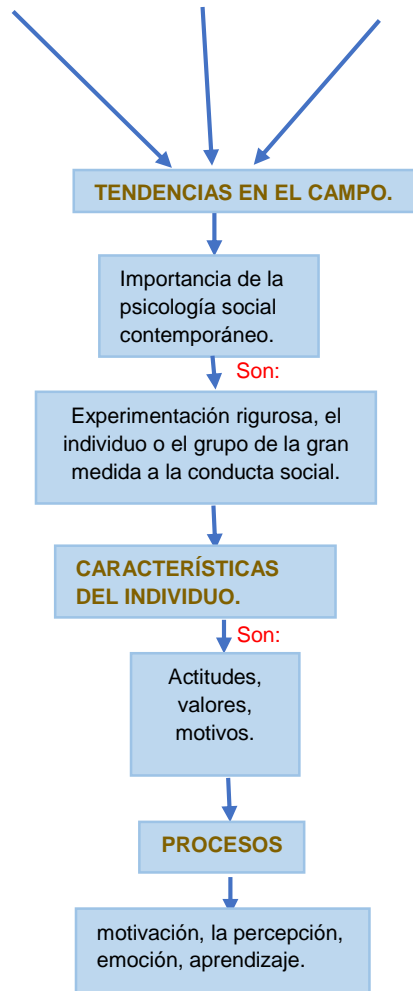 TENDENCIAS EN EL CAMPO.
Importancia de la
psicología social
contemporáneo.
Son:
Experimentación rigurosa, el
individuo o el grupo de la gran
medida a la conducta social.
CARACTERÍSTICAS
DEL INDIVIDUO.
Son:
Actitudes,
valores,
motivos.
PROCESOS
motivación, la percepción,
emoción, aprendizaje.